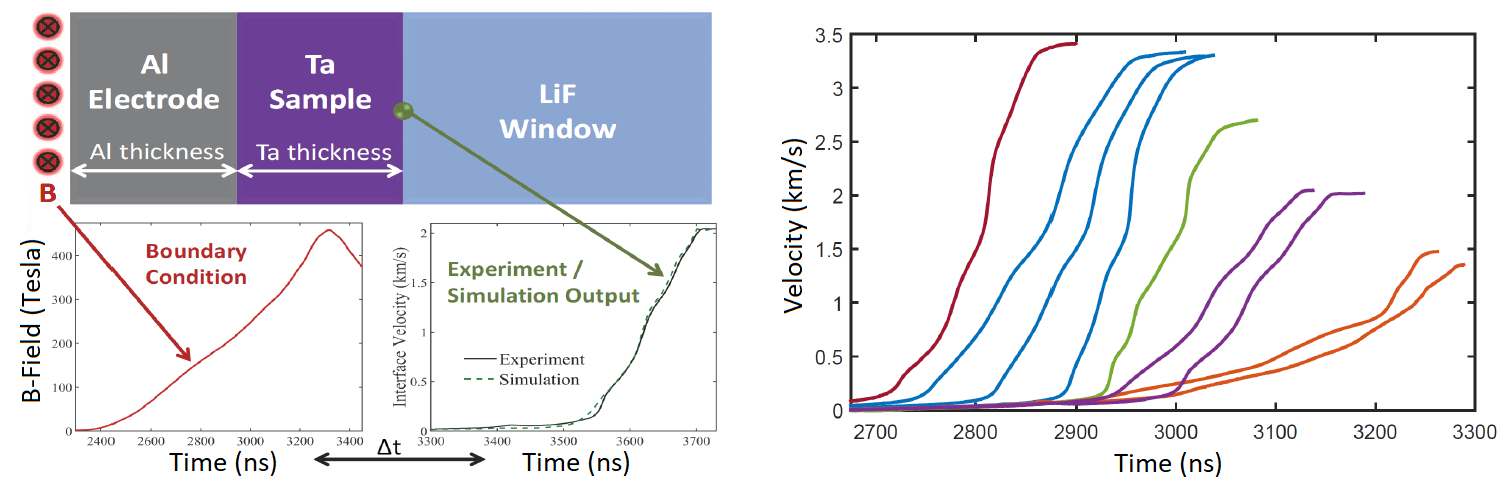 Al
Electrode
Ta
Sample
LiF
Window
Al thickness
Ta thickness
B
B-Field (Tesla)
400
300
200
100
0
Boundary
Condition
2400
2600
2800
3000
3200
3400
Time (ns)
Δt
Interface Velocity (km/s)
2
1.5
1
0.5
0
Experiment /
Simulation Output
Experiment
Simulation
3300
3400
3500
3600
3700
Time (ns)
Velocity (km/s)
3.5
3
2.5
2
1.5
1
0.5
0
2700
2800
2900
3000
3100
3200
3300
Time (ns)